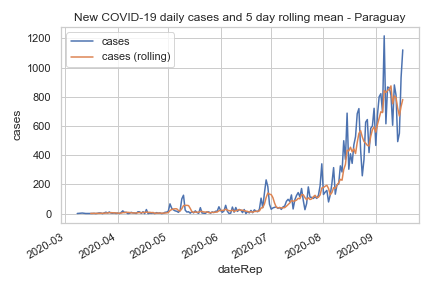 New COVID-19 daily cases and 5 day rolling mean - Paraguay
cases
cases (rolling)
1200
1000
800
600
400
200
0
cases
2020-03
2020-04
2020-05
2020-06
2020-07
2020-08
2020-09
dateRep